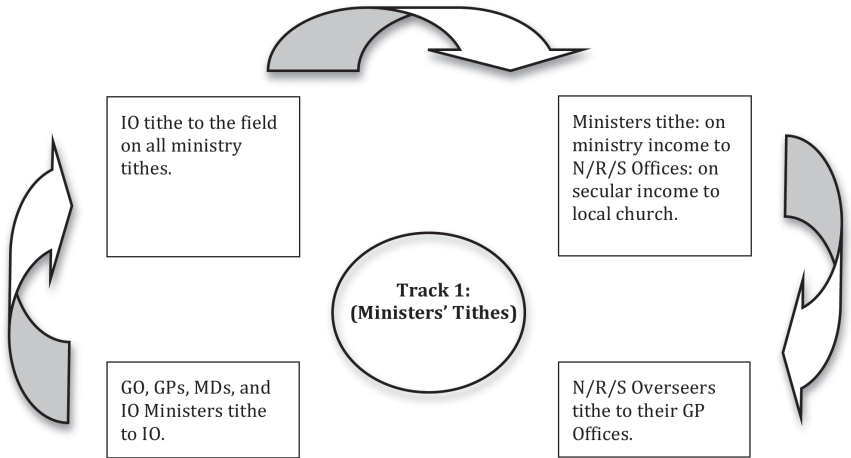 IO tithe to the field
on all ministry
tithes.
Ministers tithe: on
ministry income to
N/R/S Offices: on
secular income to
local church.
Track 1:
(Ministers’ Tithes)
GO, GPs, MDs, and
IO Ministers tithe
to IO.
N/R/S Overseers
tithe to their GP
Offices.